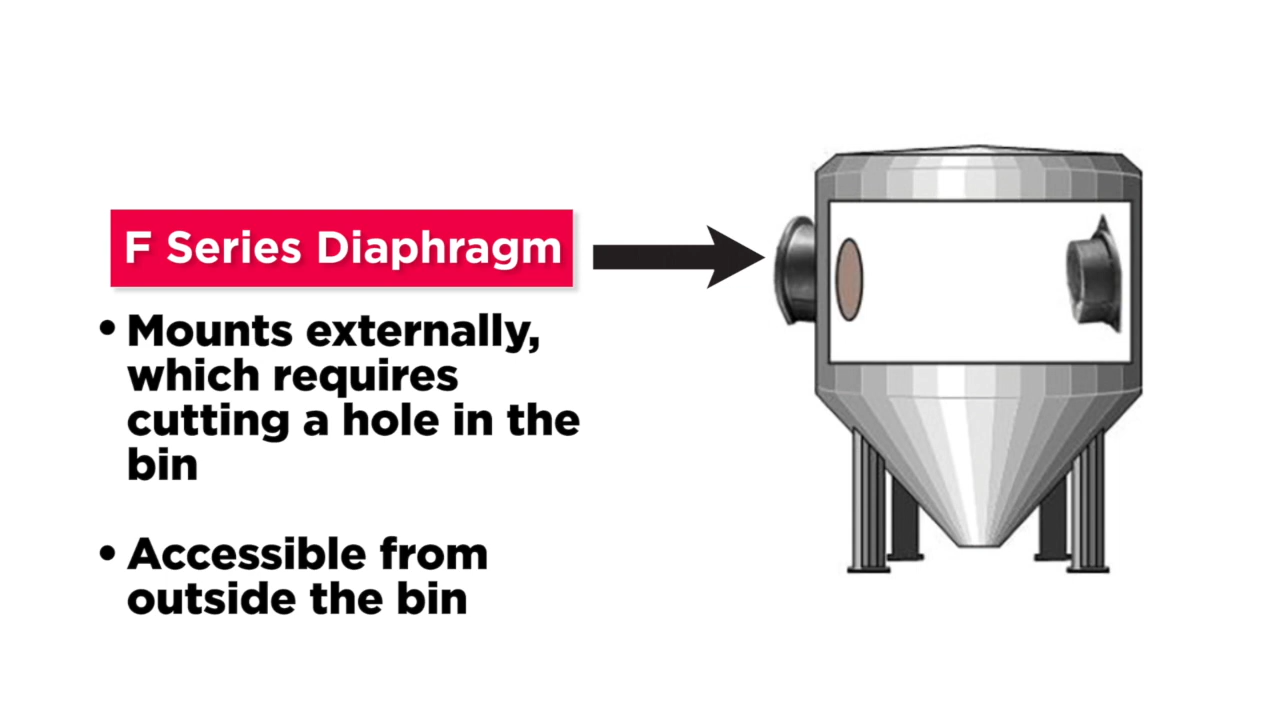 F Series Diaphragm
• Mounts externally,
which requires
cutting a hole in the
bin
• Accessible from
outside the bin